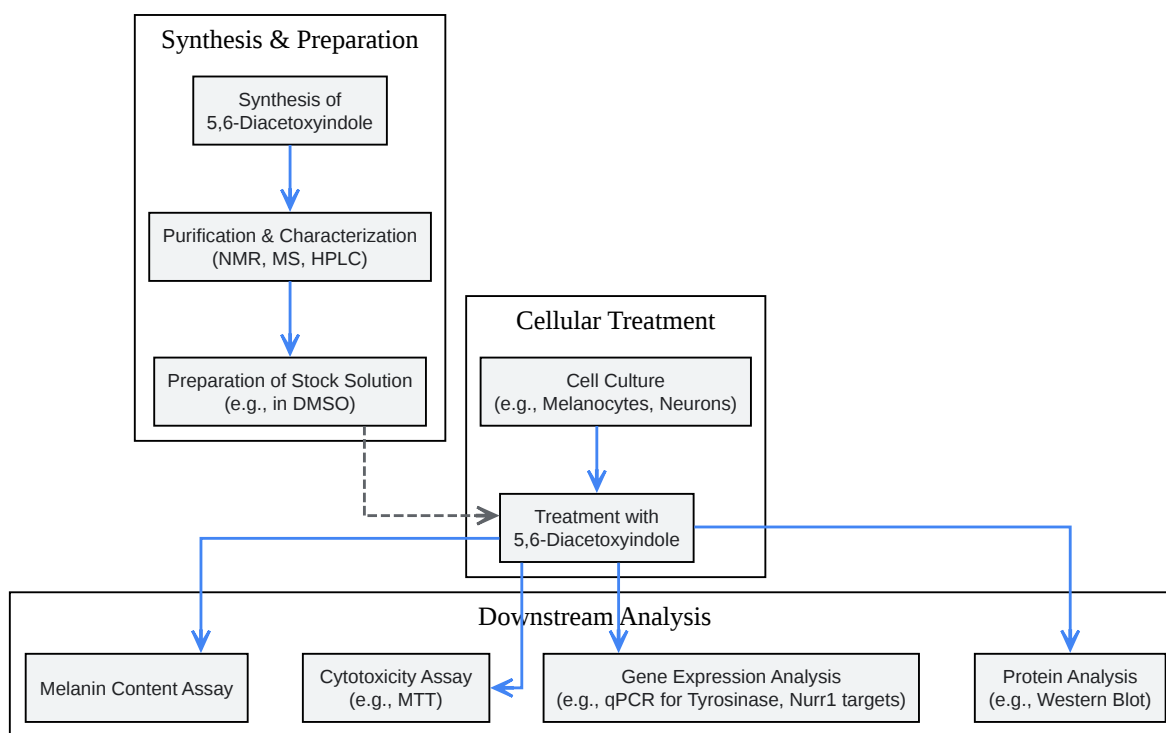 Synthesis & Preparation
Synthesis of
5,6-Diacetoxyindole
Purification & Characterization
(NMR, MS, HPLC)
Preparation of Stock Solution
(e.g., in DMSO)
Cellular Treatment
Cell Culture
(e.g., Melanocytes, Neurons)
Treatment with
5,6-Diacetoxyindole
Downstream Analysis
Melanin Content Assay
Cytotoxicity Assay
(e.g., MTT)
Gene Expression Analysis
(e.g., qPCR for Tyrosinase, Nurr1 targets)
Protein Analysis
(e.g., Western Blot)